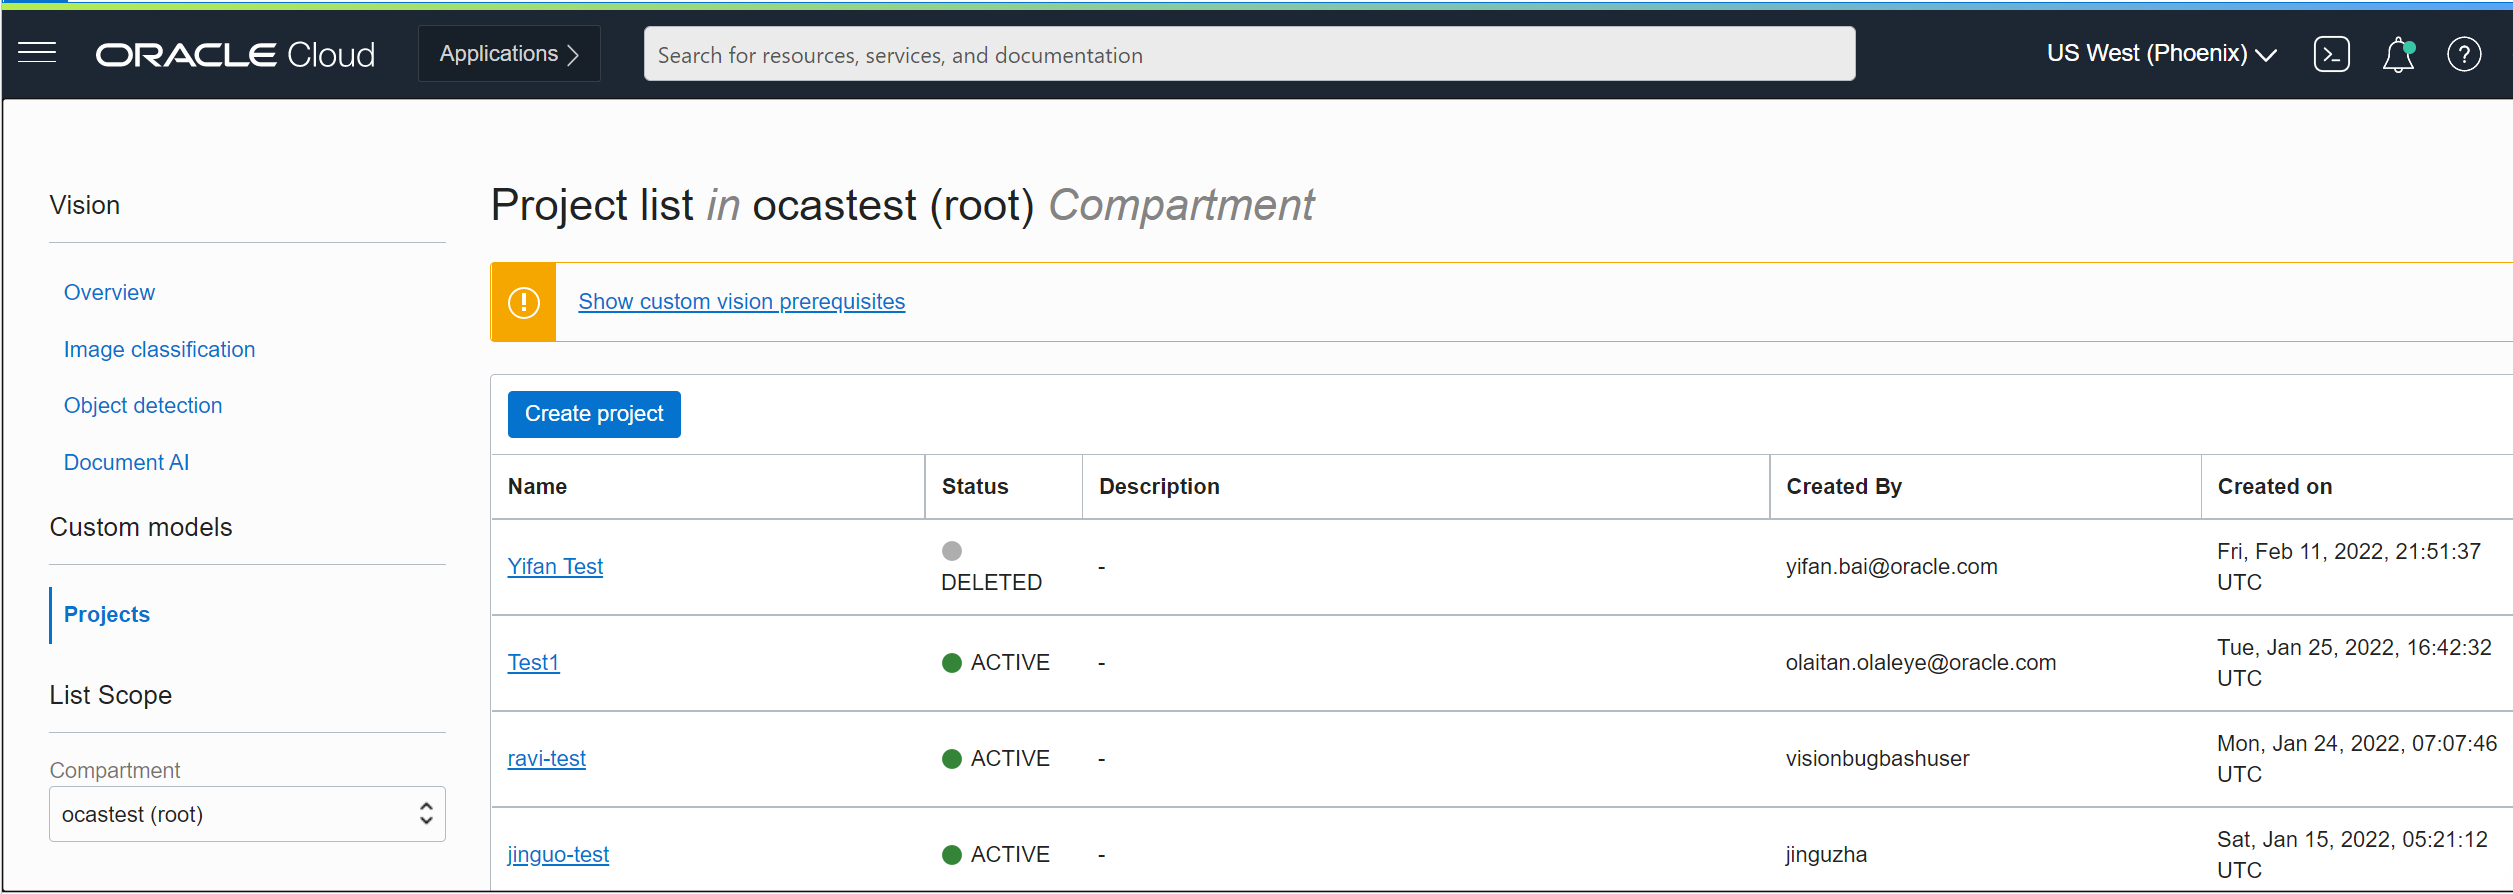 ORACLE Cloud
Applications
Search for resources, services, and documentation
US West (Phoenix)
Vision
Overview
Image classification
Object detection
Document AI
Custom models
Projects
List Scope
Compartment
ocastest (root)
Project list in ocastest (root) Compartment
Show custom vision prerequisites
Create project
Name Status Description Created By Created on
Yifan Test DELETED - yifan.bai@oracle.com Fri, Feb 11, 2022, 21:51:37 UTC
Test1 ACTIVE - olaitan.olaleye@oracle.com Tue, Jan 25, 2022, 16:42:32 UTC
ravi-test ACTIVE - visionbugbashuser Mon, Jan 24, 2022, 07:07:46 UTC
jinguo-test ACTIVE - jinguzha Sat, Jan 15, 2022, 05:21:12 UTC